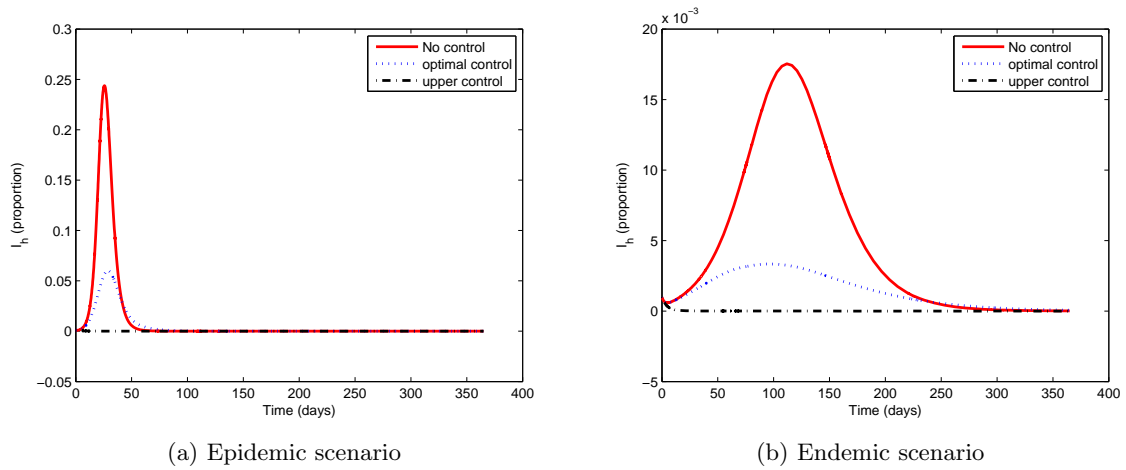 0.3
0.25
0.2
0.15
0.1
0.05
0
−0.05
0 50 100 150 200 250 300 350 400
I_h (proportion)
Time (days)
No control
optimal control
upper control
(a) Epidemic scenario
x 10^−3
20
15
10
5
0
−5
0 50 100 150 200 250 300 350 400
I_h (proportion)
Time (days)
No control
optimal control
upper control
(b) Endemic scenario